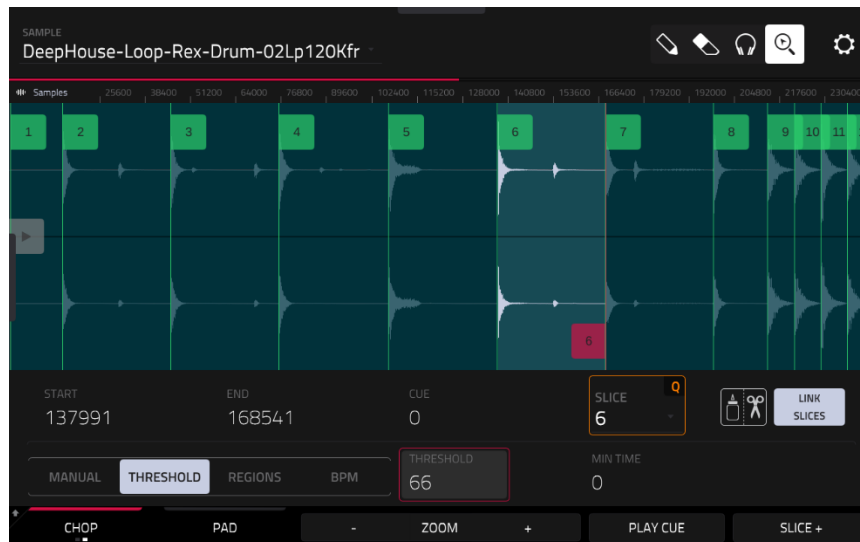 SAMPLE
DeepHouse-Loop-Rex-Drum-02Lp120Kfr
Samples 25600 38400 51200 64000 76800 89600 102400 115200 128000 140800 153600 166400 179200 192000 204800 217600 230400
1 2 3 4 5 6 7 8 9 10 11
6
START END CUE SLICE Q
137991 168541 0 6 LINK SLICES
THRESHOLD MIN TIME
MANUAL THRESHOLD REGIONS BPM 66 0
CHOP PAD - ZOOM + PLAY CUE SLICE +